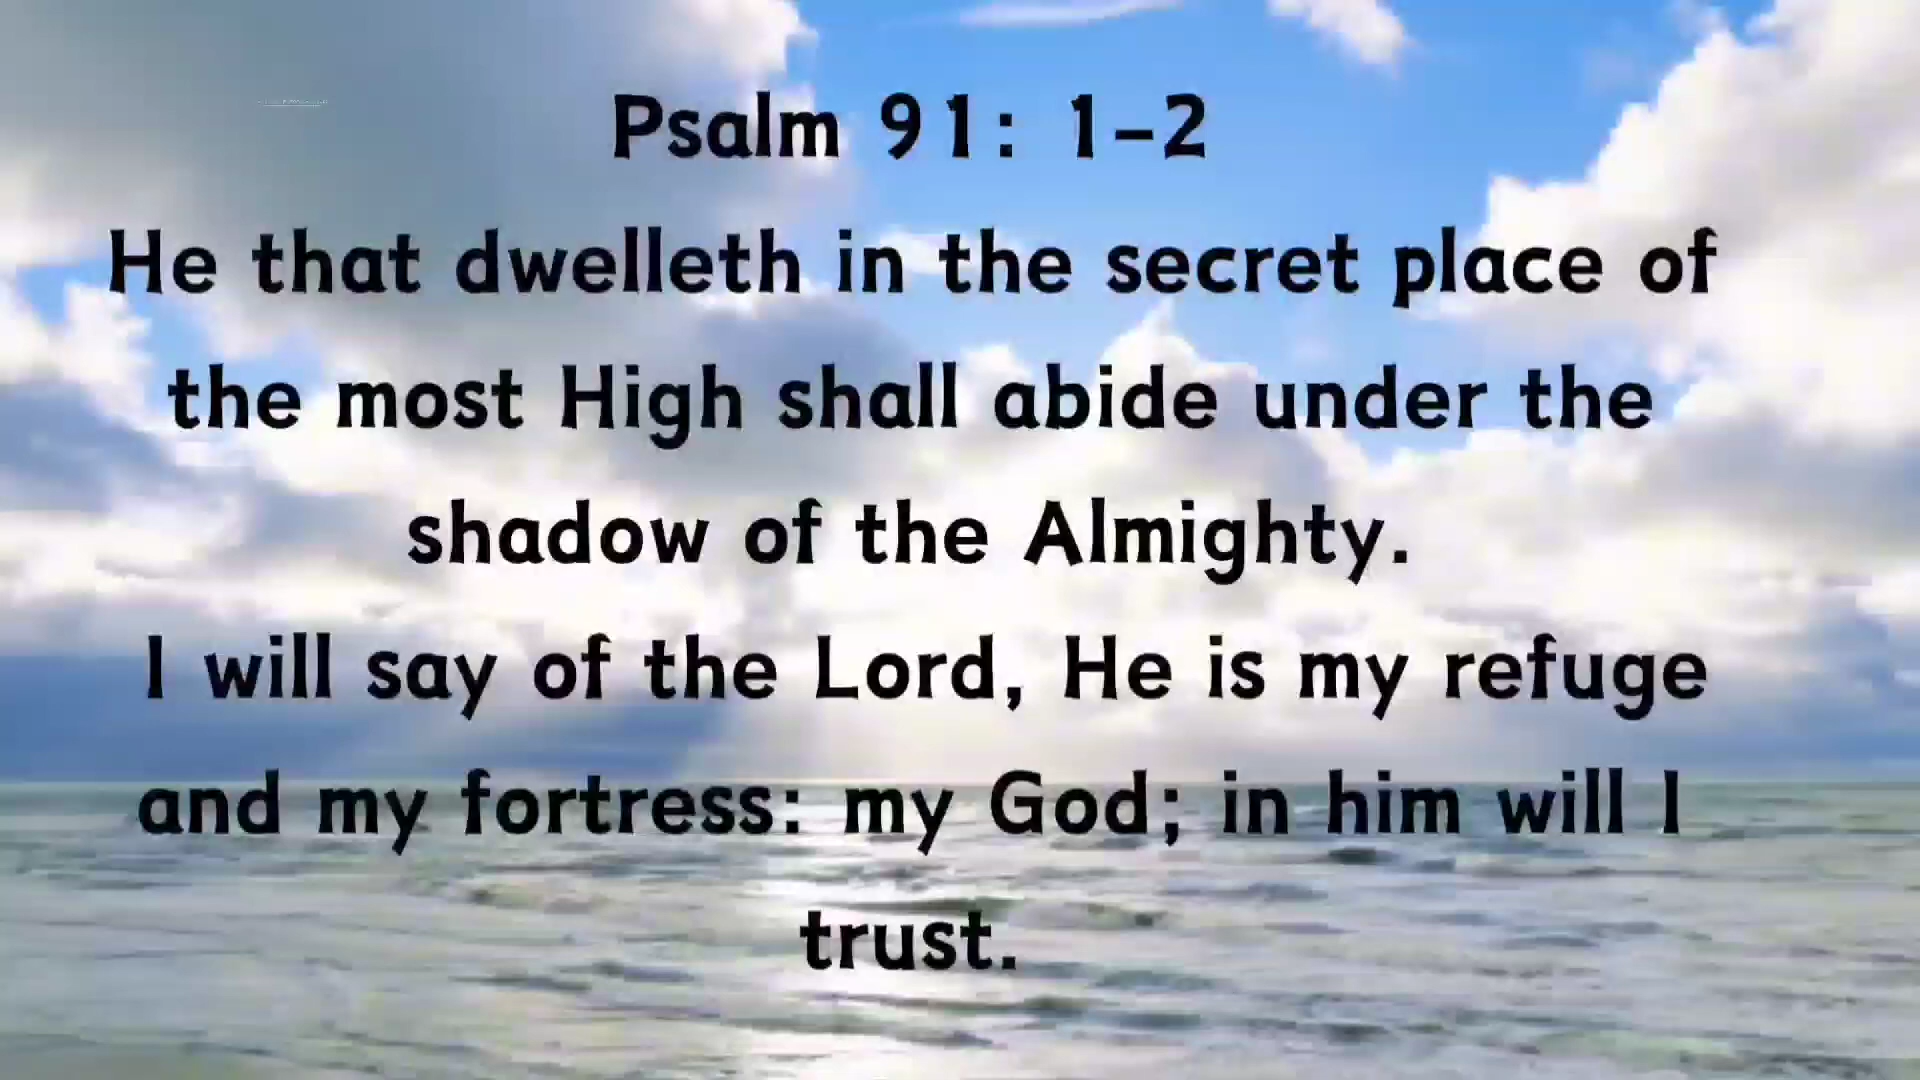 Psalm 91: 1-2
He that dwelleth in the secret place of
the most High shall abide under the
shadow of the Almighty.
I will say of the Lord, He is my refuge
and my fortress: my God; in him will I
trust.